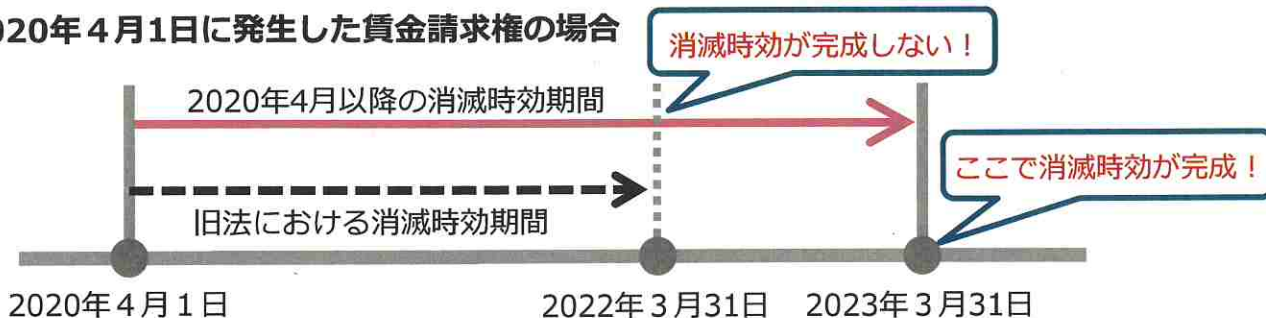 020年４月1日に発生した賃金請求権の場合
消滅時効が完成しない！
2020年4月以降の消滅時効期間
ここで消滅時効が完成！
旧法における消滅時効期間
2020年４月１日
2022年３月31日
2023年３月31日